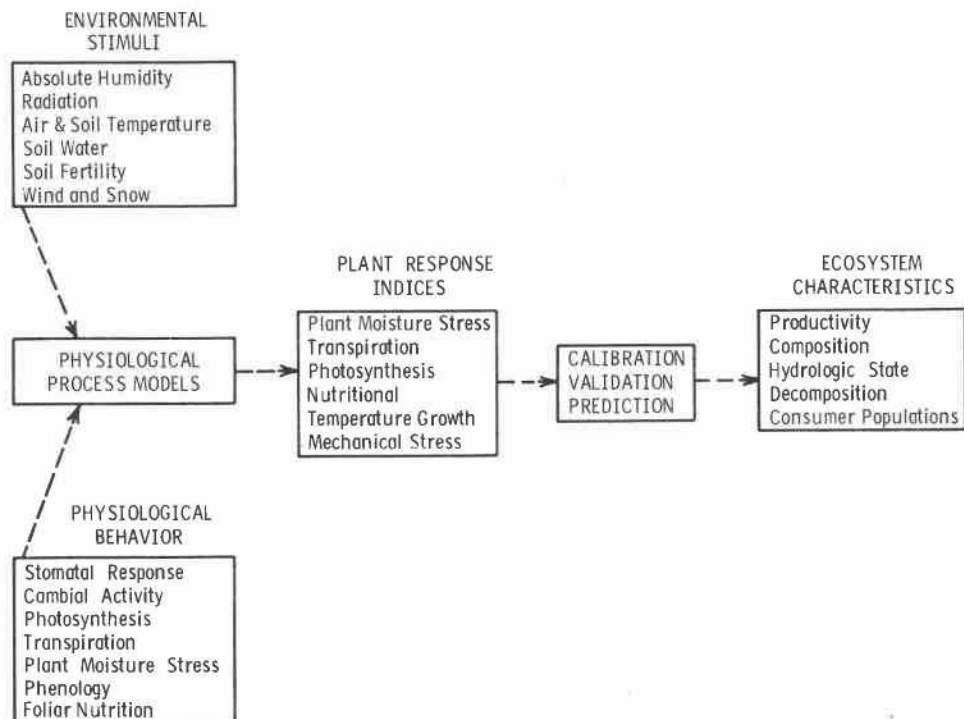 ENVIRONMENTAL
STIMULI
Absolute Humidity
Radiation
Air & Soil Temperature
Soil Water
Soil Fertility
Wind and Snow
PHYSIOLOGICAL
PROCESS MODELS
PHYSIOLOGICAL
BEHAVIOR
Stomatal Response
Cambial Activity
Photosynthesis
Transpiration
Plant Moisture Stress
Phenology
Foliar Nutrition
PLANT RESPONSE
INDICES
Plant Moisture Stress
Transpiration
Photosynthesis
Nutritional
Temperature Growth
Mechanical Stress
CALIBRATION
VALIDATION
PREDICTION
ECOSYSTEM
CHARACTERISTICS
Productivity
Composition
Hydrologic State
Decomposition
Consumer Populations